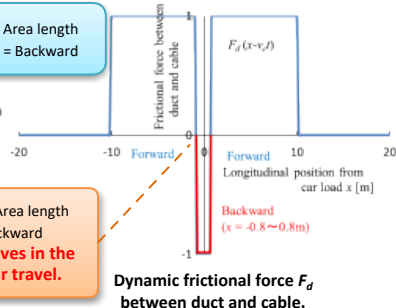 Area length
= Backward
Frictional force between
duct and cable
1
F_d (x-v_c t)
0
-20
-10
0
10
20
Forward
Forward
Longitudinal position from
car load x [m]
Backward
(x = -0.8～0.8m)
-1
Area length
ckward
ves in the
r travel.
Dynamic frictional force F_d
between duct and cable.